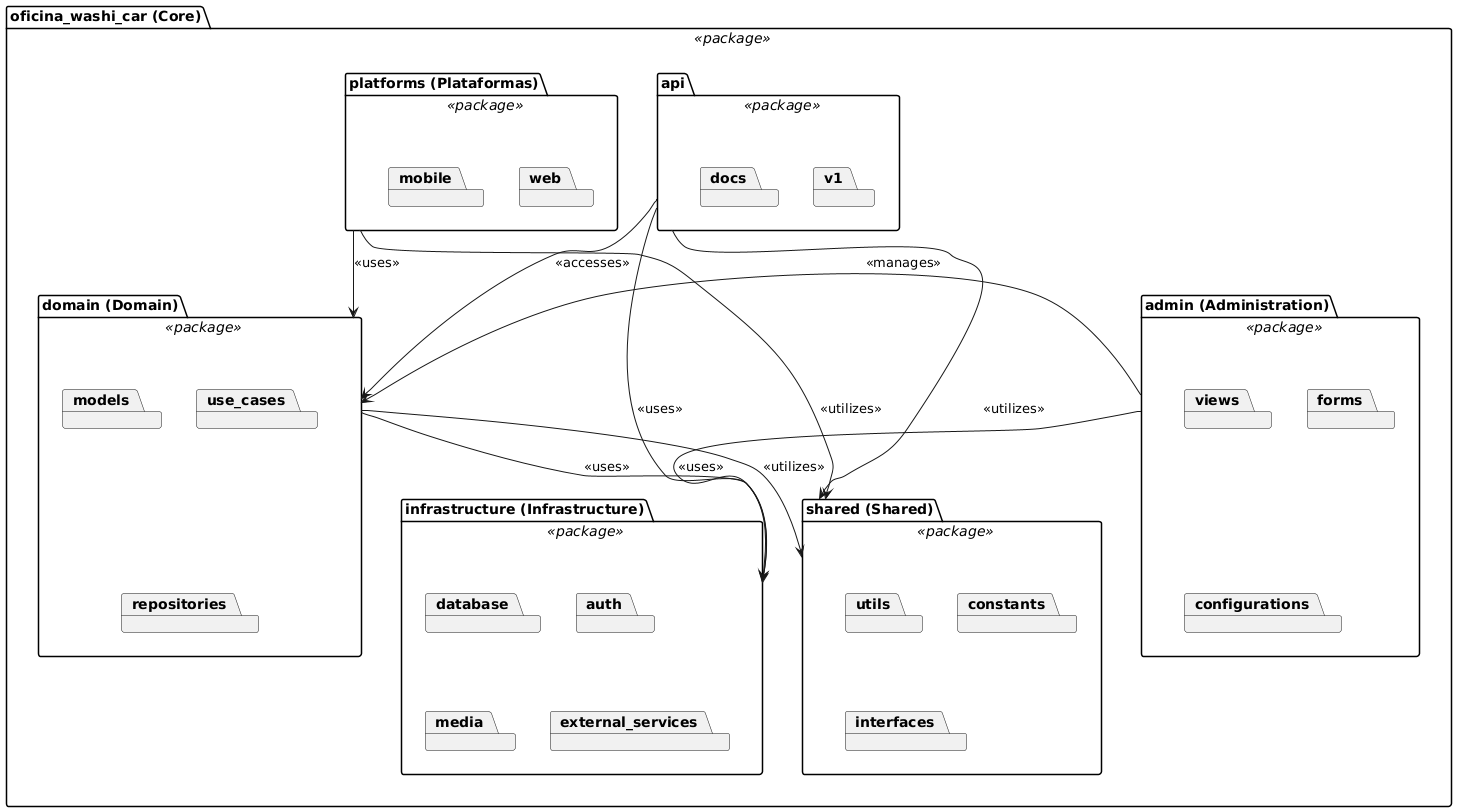 oficina_washi_car (Core)
«package»
platforms (Plataformas)
«package»
mobile
web
api
«package»
docs
v1
«uses»
«accesses»
«manages»
domain (Domain)
«package»
models
use_cases
repositories
admin (Administration)
«package»
views
forms
configurations
«uses»
«utilizes»
«utilizes»
«uses»
«uses»
«utilizes»
infrastructure (Infrastructure)
«package»
database
auth
media
external_services
shared (Shared)
«package»
utils
constants
interfaces